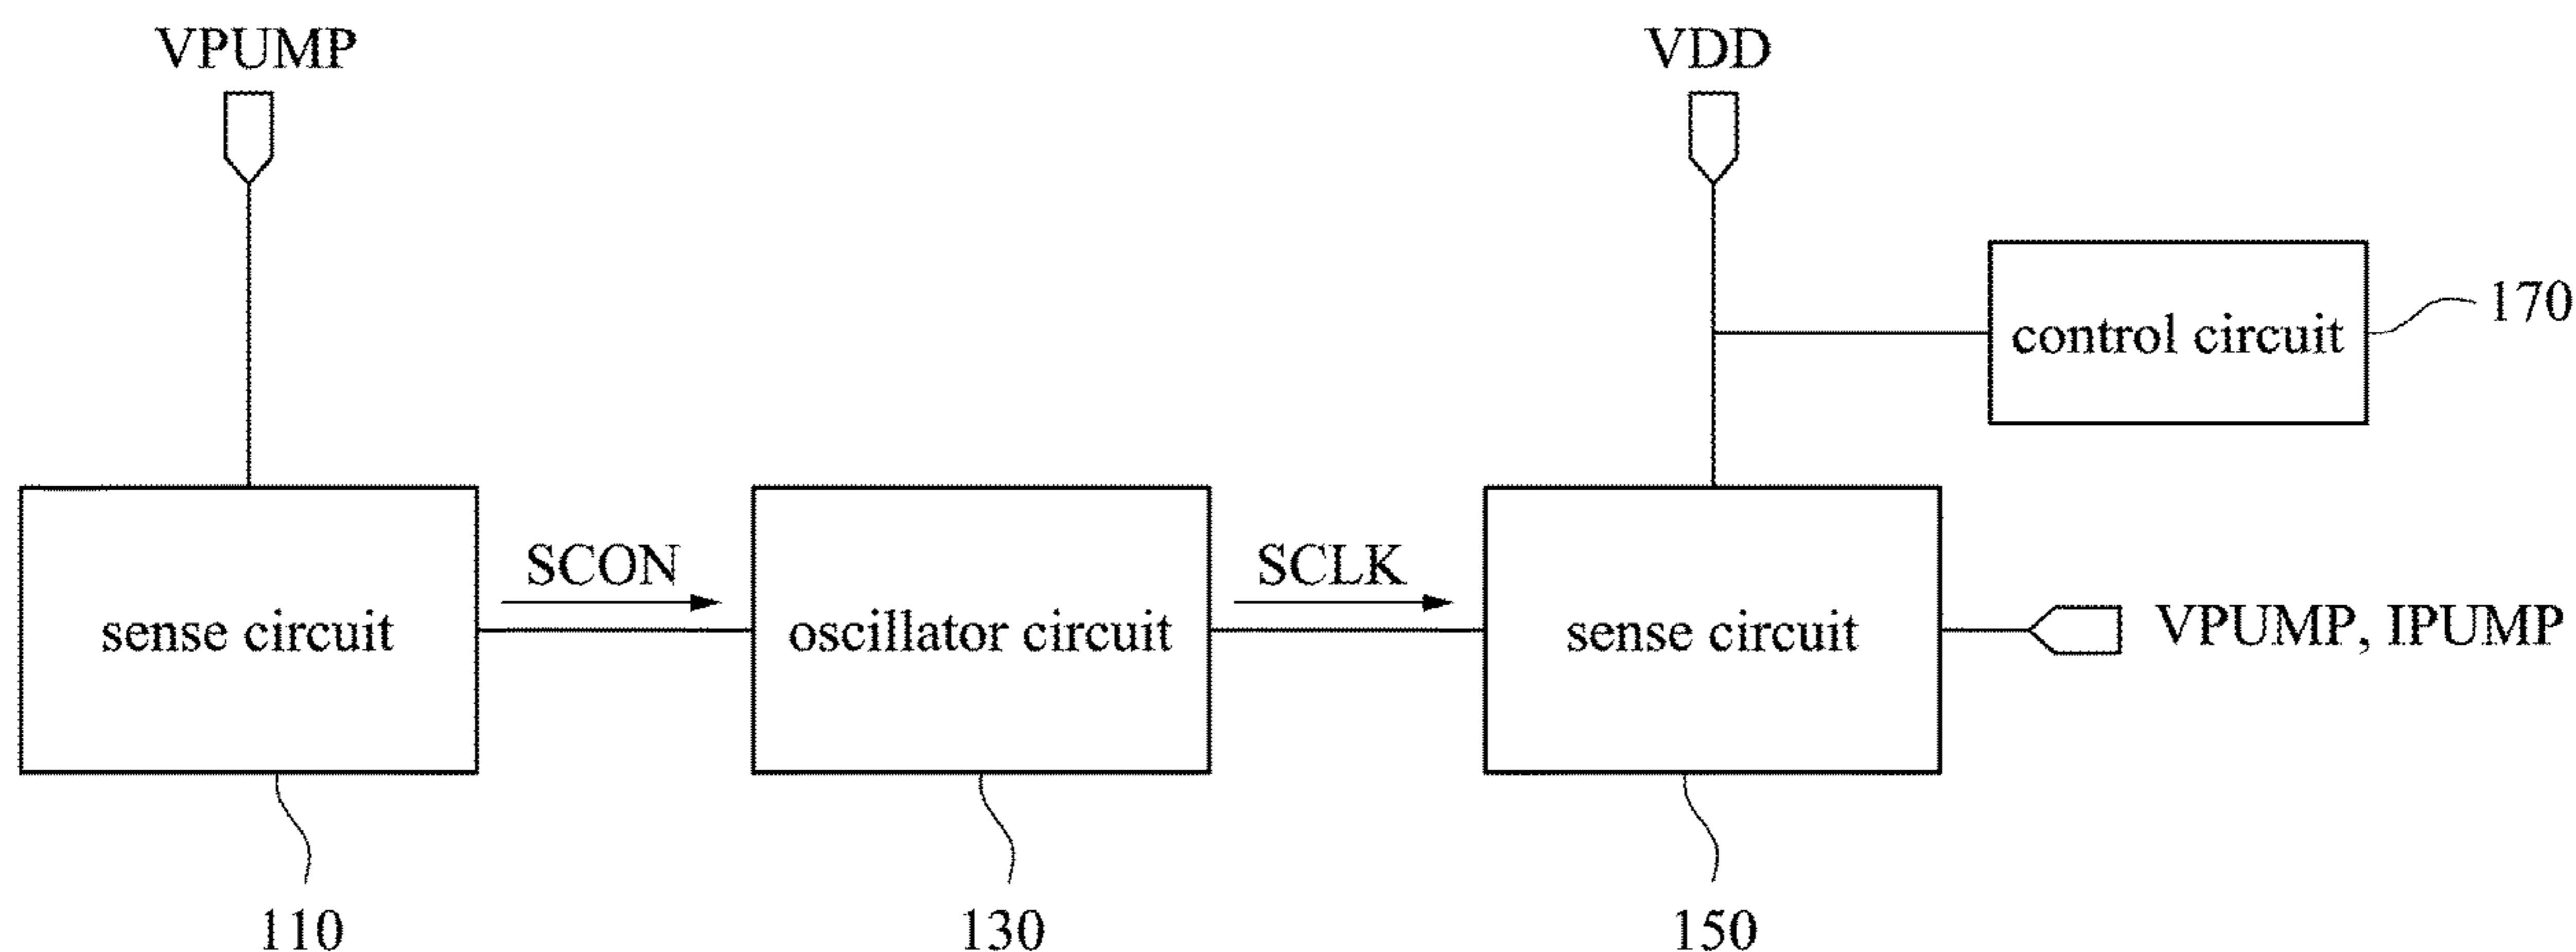 VPUMP
VDD
control circuit
170
SCON
SCLK
sense circuit
oscillator circuit
sense circuit
VPUMP, IPUMP
110
130
150